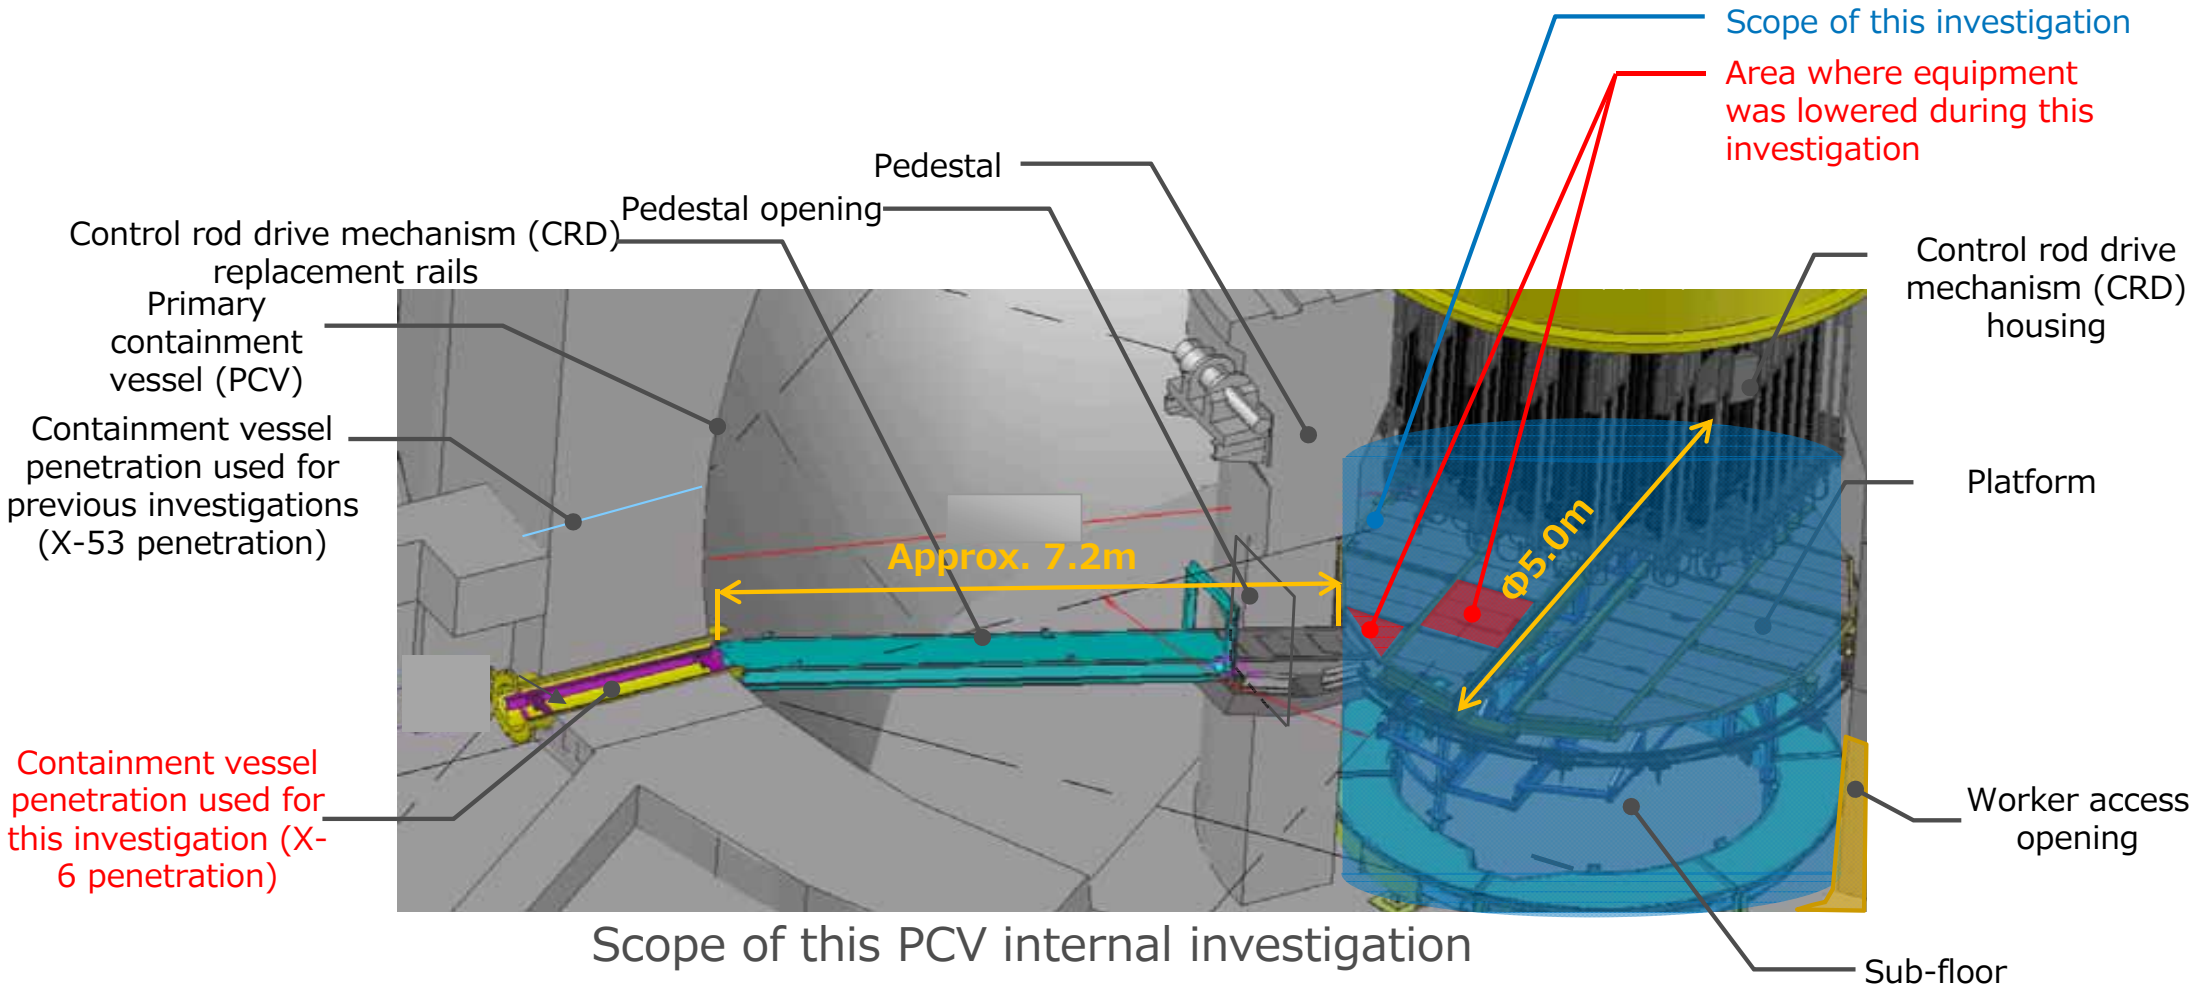 Scope of this investigation
Area where equipment
was lowered during this
investigation
Pedestal
Pedestal opening
Control rod drive mechanism (CRD)
replacement rails
Primary
containment
vessel (PCV)
Containment vessel
penetration used for
previous investigations
(X-53 penetration)
Control rod drive
mechanism (CRD)
housing
Platform
Approx. 7.2m
Φ5.0m
Containment vessel
penetration used for
this investigation (X-
6 penetration)
Worker access
opening
Scope of this PCV internal investigation
Sub-floor